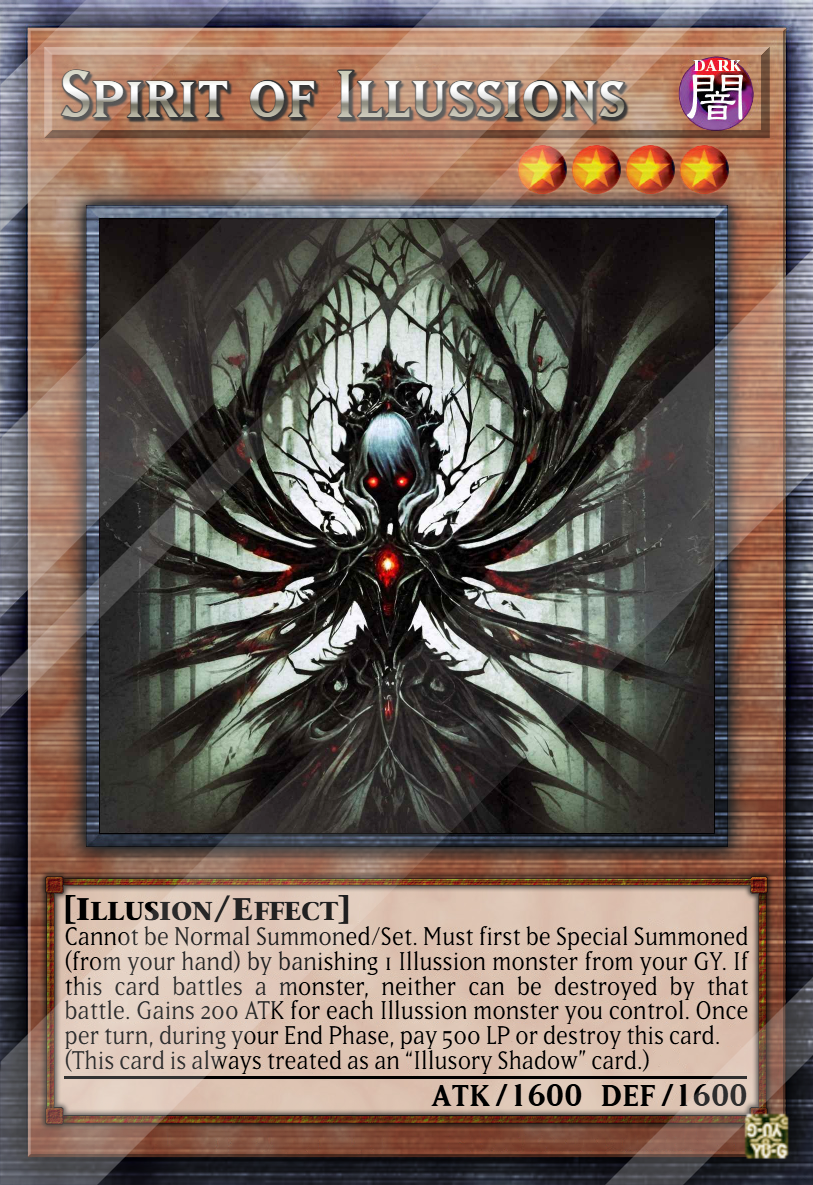 Spirit of Illussions
DARK
闇
[Illusion/Effect]
Cannot be Normal Summoned/Set. Must first be Special Summoned
(from your hand) by banishing 1 Illussion monster from your GY. If
this card battles a monster, neither can be destroyed by that
battle. Gains 200 ATK for each Illussion monster you control. Once
per turn, during your End Phase, pay 500 LP or destroy this card.
(This card is always treated as an “Illusory Shadow” card.)
ATK/1600 DEF/1600